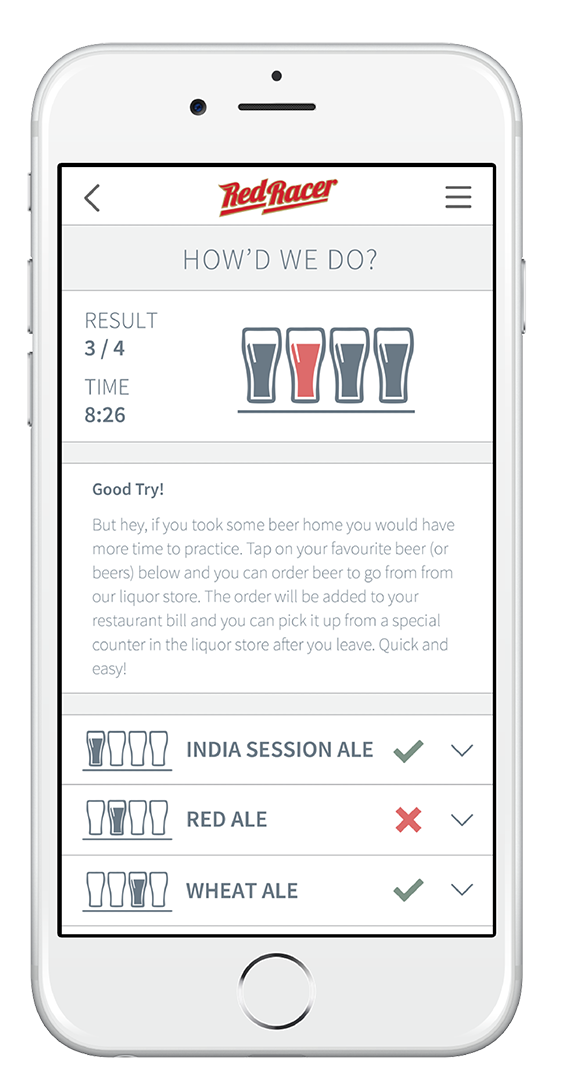 Red Racer
HOW'D WE DO?
RESULT
3 / 4
TIME
8:26
Good Try!
But hey, if you took some beer home you would have
more time to practice. Tap on your favourite beer (or
beers) below and you can order beer to go from from
our liquor store. The order will be added to your
restaurant bill and you can pick it up from a special
counter in the liquor store after you leave. Quick and
easy!
INDIA SESSION ALE
RED ALE
WHEAT ALE